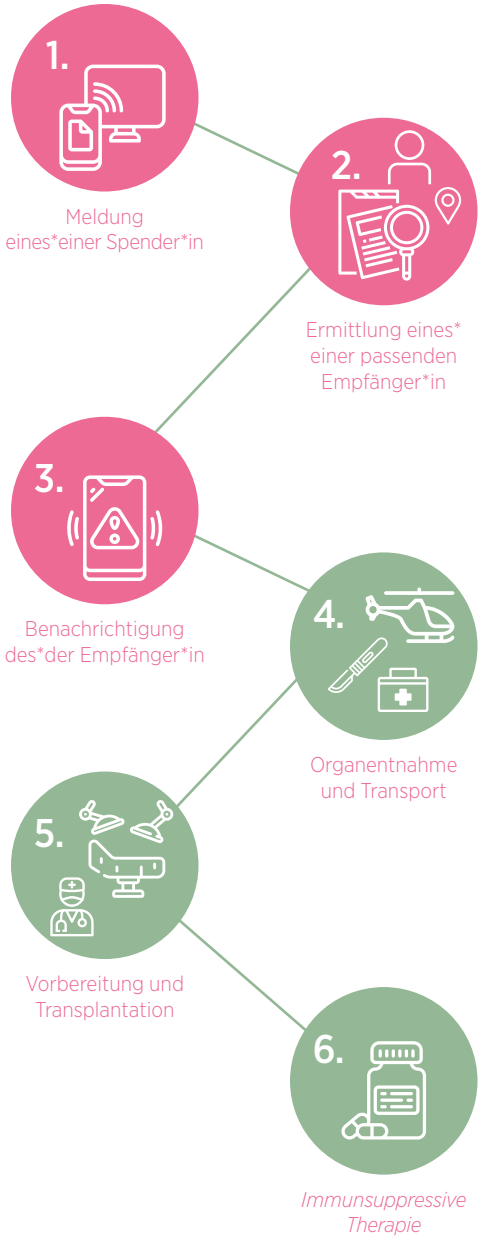 1.
Meldung
eines*einer Spender*in
2.
Ermittlung eines*
einer passenden
Empfänger*in
3.
Benachrichtigung
des*der Empfänger*in
4.
Organentnahme
und Transport
5.
Vorbereitung und
Transplantation
6.
Immunsuppressive
Therapie